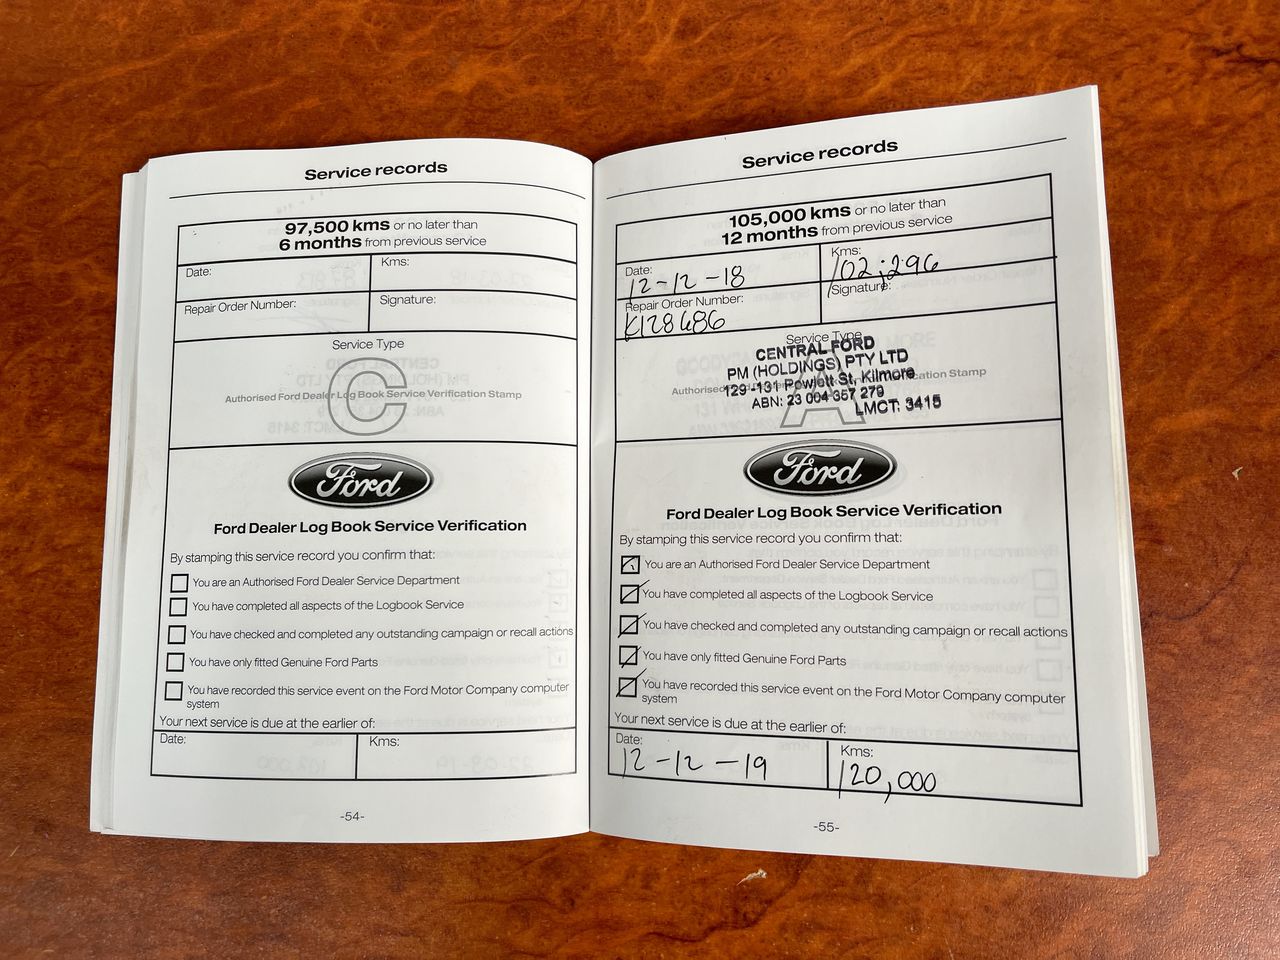 Service records
97,500 kms or no later than
6 months from previous service
Date:
Kms:
Repair Order Number:
Signature:
Service Type
C
Authorised Ford Dealer Log Book Service Verification Stamp
Ford
Ford Dealer Log Book Service Verification
By stamping this service record you confirm that:
You are an Authorised Ford Dealer Service Department
You have completed all aspects of the Logbook Service
You have checked and completed any outstanding campaign or recall actions
You have only fitted Genuine Ford Parts
You have recorded this service event on the Ford Motor Company computer
system
Your next service is due at the earlier of:
Date:
Kms:
-54-
Service records
105,000 kms or no later than
12 months from previous service
Date:
12-12-18
Kms:
102,296
Repair Order Number:
K128686
Signature:
Service Type
A
CENTRAL FORD
PM (HOLDINGS) PTY LTD
129-131 Powlett St, Kilmore
ABN: 23 004 357 279
LMCT: 3415
Authorised Ford Dealer Log Book Service Verification Stamp
Ford
Ford Dealer Log Book Service Verification
By stamping this service record you confirm that:
You are an Authorised Ford Dealer Service Department
You have completed all aspects of the Logbook Service
You have checked and completed any outstanding campaign or recall actions
You have only fitted Genuine Ford Parts
You have recorded this service event on the Ford Motor Company computer
system
Your next service is due at the earlier of:
Date:
12-12-19
Kms:
120,000
-55-